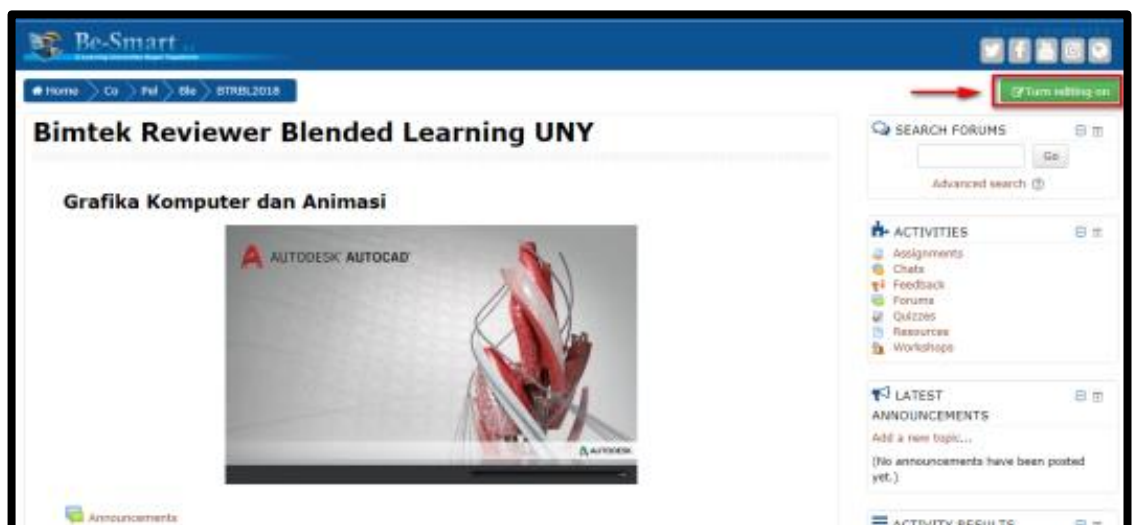 Be-Smart
Home Co Pel Ble BTRBL2018
Turn editing on
Bimtek Reviewer Blended Learning UNY
Grafika Komputer dan Animasi
AUTODESK AUTOCAD
AUTODESK
Announcements
SEARCH FORUMS
Go
Advanced search
ACTIVITIES
Assignments
Chats
Feedback
Forums
Quizzes
Resources
Workshops
LATEST
ANNOUNCEMENTS
Add a new topic...
(No announcements have been posted
yet.)
ACTIVITY RESULTS